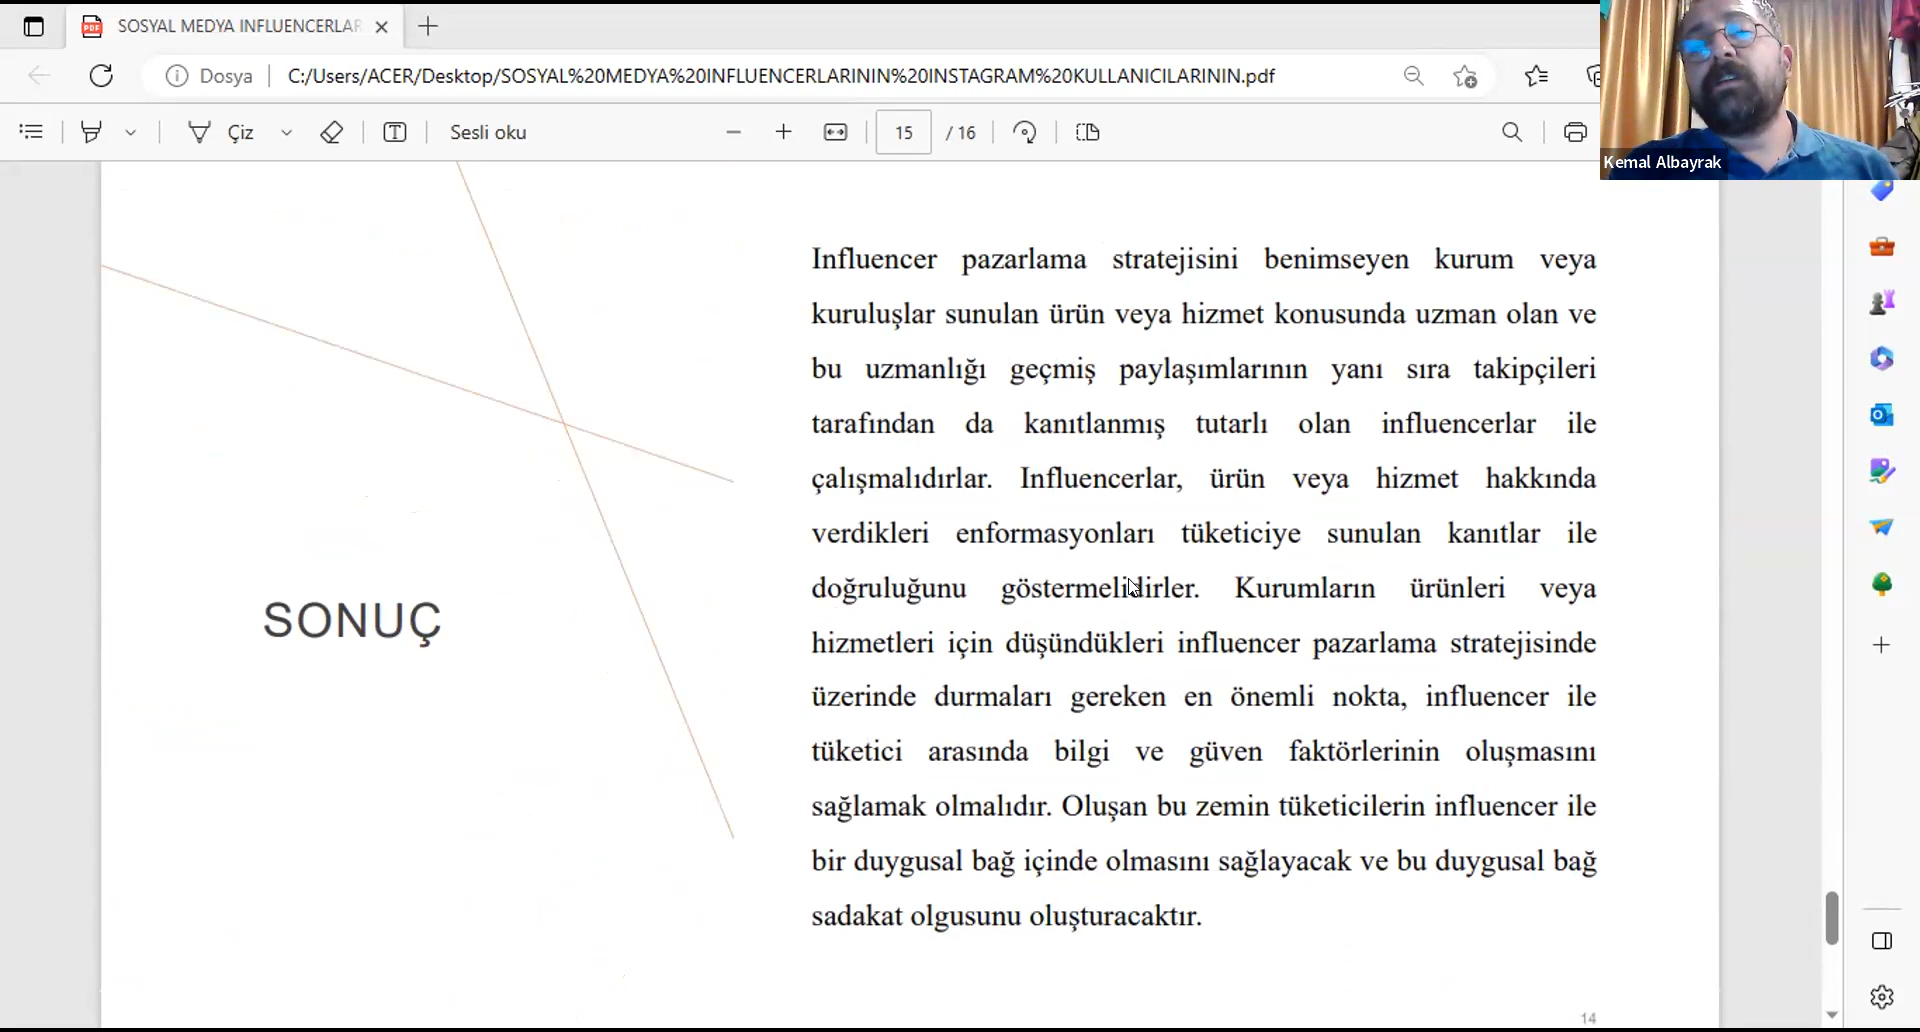 SOSYAL MEDYA INFLUENCERLAR
Dosya
C:/Users/ACER/Desktop/SOSYAL%20MEDYA%20INFLUENCERLARININ%20INSTAGRAM%20KULLANICILARININ.pdf
Çiz
Sesli oku
15 / 16
Kemal Albayrak
SONUÇ
Influencer pazarlama stratejisini benimseyen kurum veya
kuruluşlar sunulan ürün veya hizmet konusunda uzman olan ve
bu uzmanlığı geçmiş paylaşımlarının yanı sıra takipçileri
tarafından da kanıtlanmış tutarlı olan influencerlar ile
çalışmalıdırlar. Influencerlar, ürün veya hizmet hakkında
verdikleri enformasyonları tüketiciye sunulan kanıtlar ile
doğruluğunu göstermelidirler. Kurumların ürünleri veya
hizmetleri için düşündükleri influencer pazarlama stratejisinde
üzerinde durmaları gereken en önemli nokta, influencer ile
tüketici arasında bilgi ve güven faktörlerinin oluşmasını
sağlamak olmalıdır. Oluşan bu zemin tüketicilerin influencer ile
bir duygusal bağ içinde olmasını sağlayacak ve bu duygusal bağ
sadakat olgusunu oluşturacaktır.
14